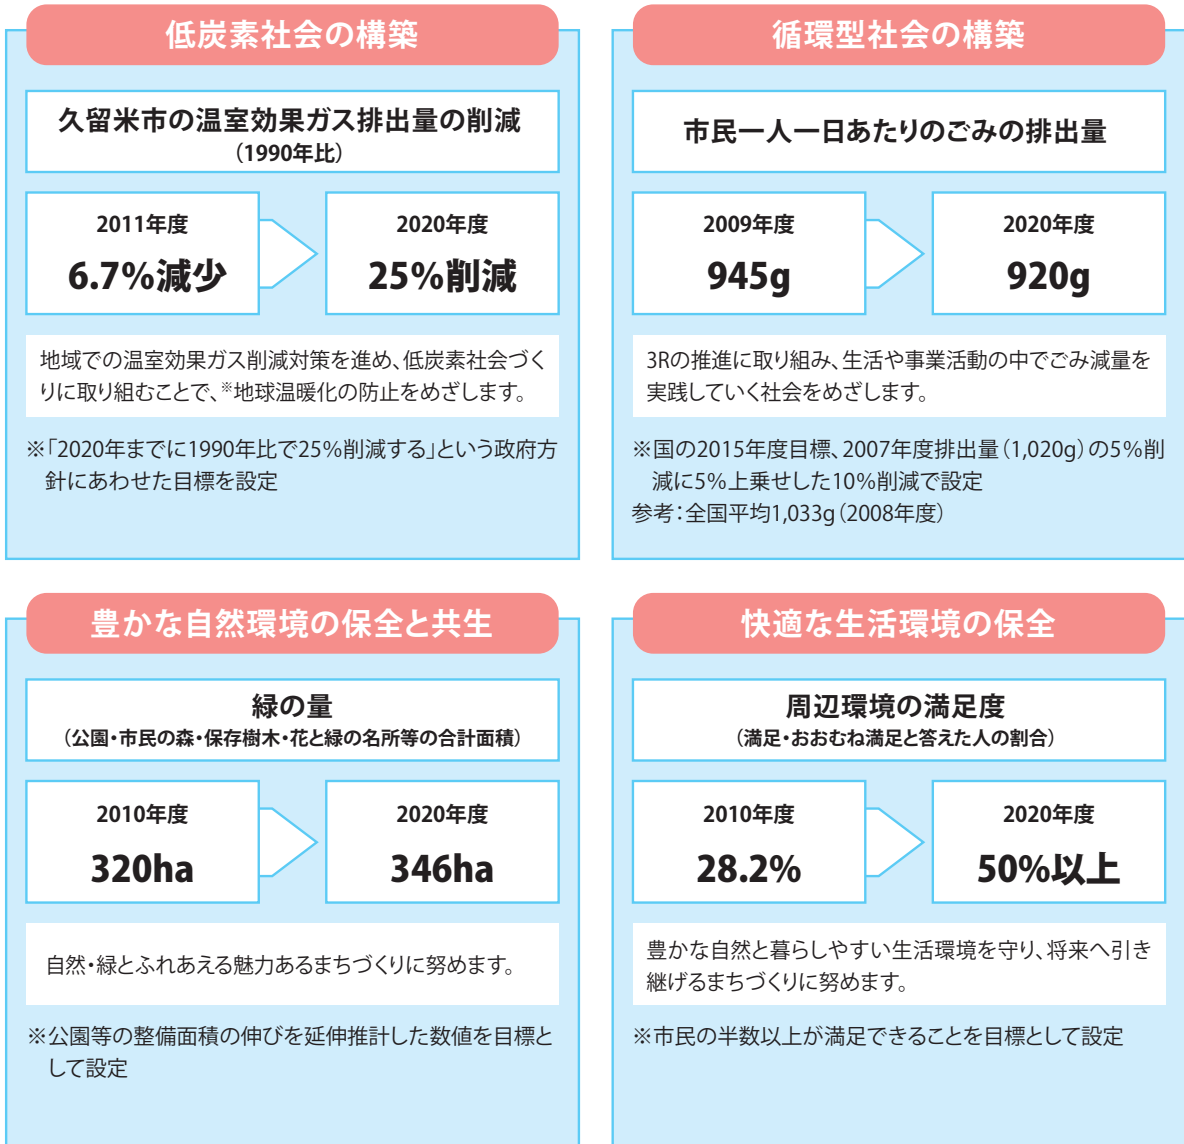 低炭素社会の構築
久留米市の温室効果ガス排出量の削減
（1990年比）
2011年度
6.7%減少
2020年度
25%削減
地域での温室効果ガス削減対策を進め、低炭素社会づく
りに取り組むことで、※地球温暖化の防止をめざします。
※「2020年までに1990年比で25%削減する」という政府方
針にあわせた目標を設定
循環型社会の構築
市民一人一日あたりのごみの排出量
2009年度
945g
2020年度
920g
3Rの推進に取り組み、生活や事業活動の中でごみ減量を
実践していく社会をめざします。
※国の2015年度目標、2007年度排出量（1,020g）の5%削
減に5%上乗せした10%削減で設定
参考：全国平均1,033g（2008年度）
豊かな自然環境の保全と共生
緑の量
（公園・市民の森・保存樹木・花と緑の名所等の合計面積）
2010年度
320ha
2020年度
346ha
自然・緑とふれあえる魅力あるまちづくりに努めます。
※公園等の整備面積の伸びを延伸推計した数値を目標と
して設定
快適な生活環境の保全
周辺環境の満足度
（満足・おおむね満足と答えた人の割合）
2010年度
28.2%
2020年度
50%以上
豊かな自然と暮らしやすい生活環境を守り、将来へ引き
継げるまちづくりに努めます。
※市民の半数以上が満足できることを目標として設定